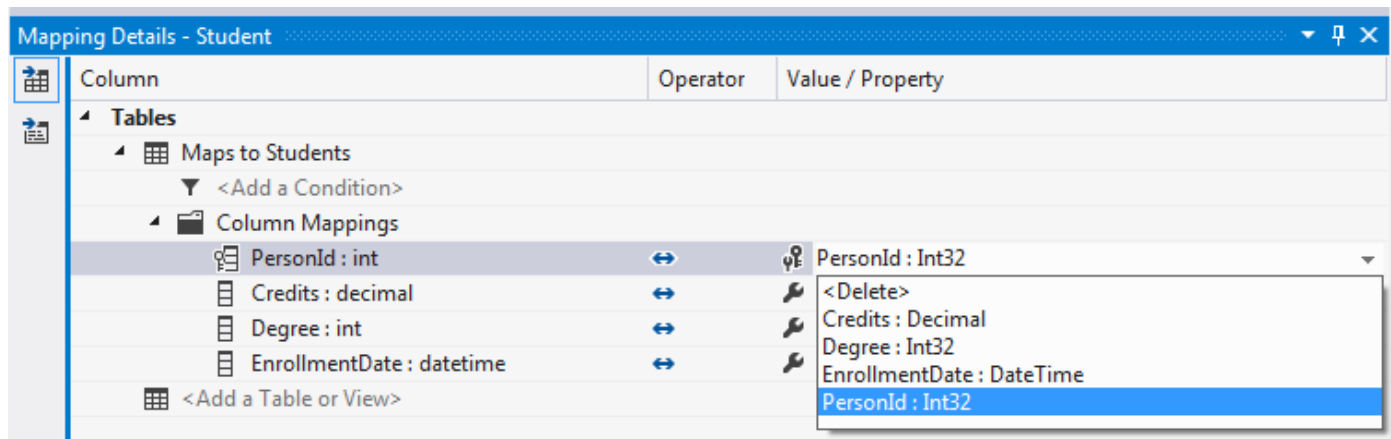 Mapping Details - Student
Column Operator Value / Property
Tables
Maps to Students
<Add a Condition>
Column Mappings
PersonId : int PersonId : Int32
Credits : decimal <Delete>
Credits : Decimal
Degree : int Degree : Int32
EnrollmentDate : datetime EnrollmentDate : DateTime
<Add a Table or View> PersonId : Int32